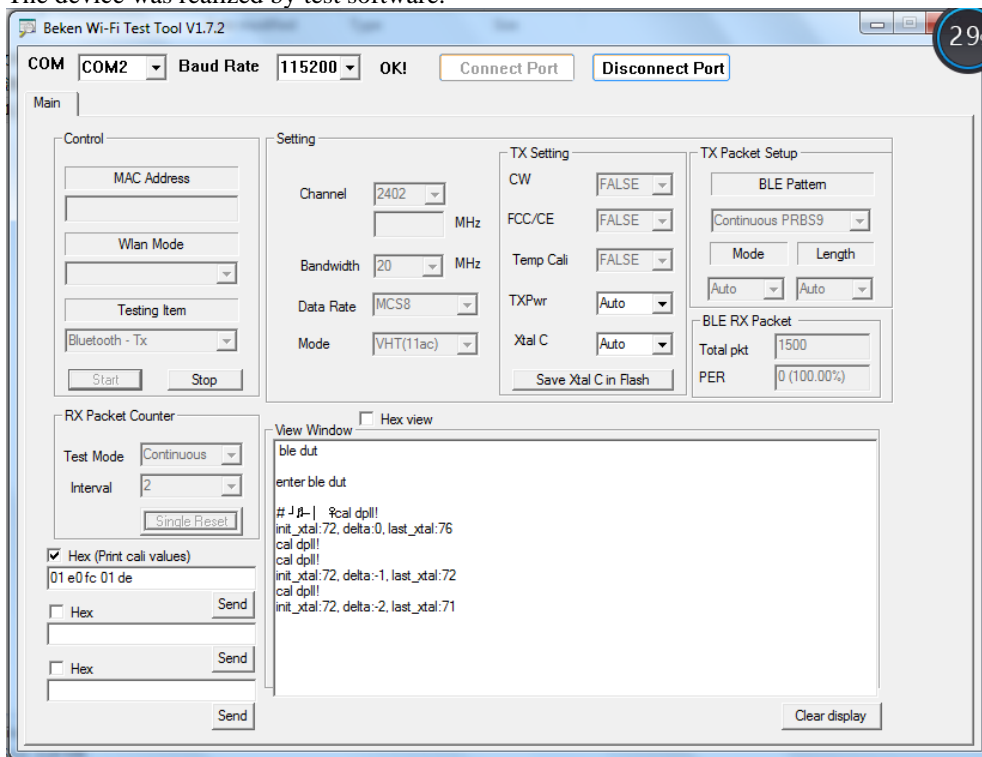 The device was realized by test software.
Beken Wi-Fi Test Tool V1.7.2
COM COM2 Baud Rate 115200 OK! Connect Port Disconnect Port
Main
Control
MAC Address
Wlan Mode
Testing Item
Bluetooth - Tx
Start Stop
Setting
Channel 2402
MHz
Bandwidth 20 MHz
Data Rate MCS8
Mode VHT(11ac)
TX Setting
CW FALSE
FCC/CE FALSE
Temp Cali FALSE
TXPwr Auto
Xtal C Auto
Save Xtal C in Flash
TX Packet Setup
BLE Pattern
Continuous PRBS9
Mode Length
Auto Auto
BLE RX Packet
Total pkt 1500
PER 0 (100.00%)
RX Packet Counter
Test Mode Continuous
Interval 2
Single Reset
Hex (Print cali values)
01 e0 fc 01 de
Hex Send
Hex Send
Send
Hex view
View Window
ble dut
enter ble dut
# cal dpll!
init_xtal:72, delta:0, last_xtal:76
cal dpll!
cal dpll!
init_xtal:72, delta:-1, last_xtal:72
cal dpll!
init_xtal:72, delta:-2, last_xtal:71
Clear display